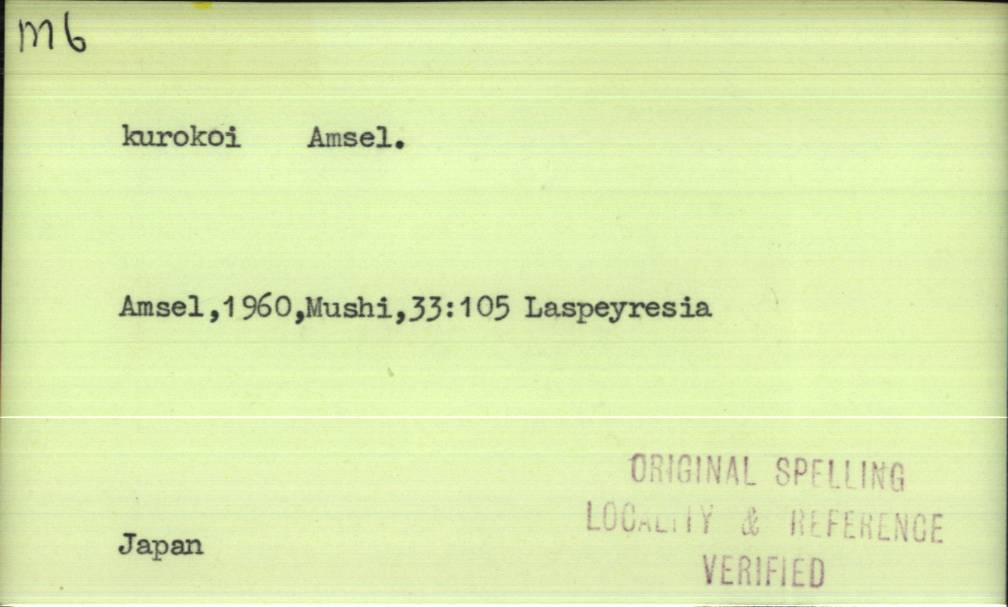 m6
kurokoi Amsel.
Amsel,1960,Mushi,33:105 Laspeyresia
Japan
ORIGINAL SPELLING
LOCALITY & REFERENCE
VERIFIED